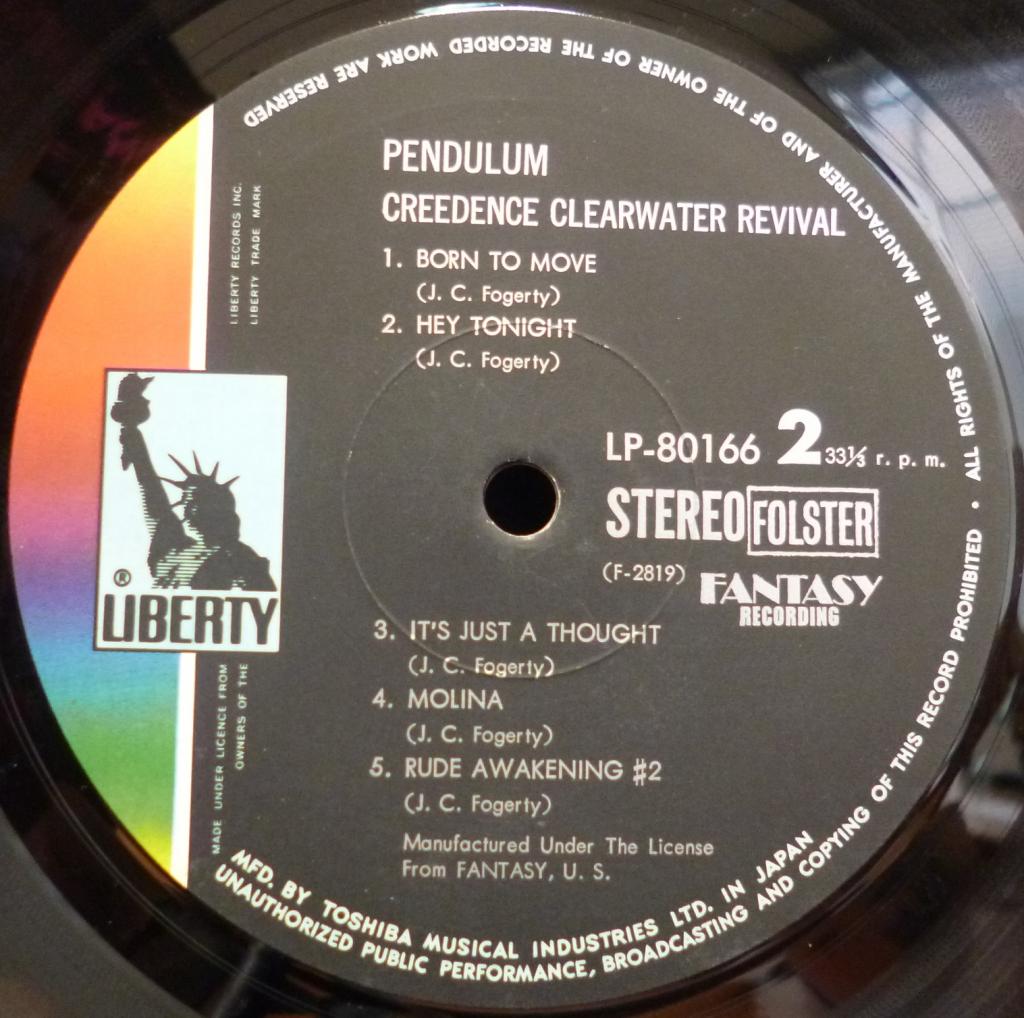 PENDULUM
CREEDENCE CLEARWATER REVIVAL
1. BORN TO MOVE
(J. C. Fogerty)
2. HEY TONIGHT
(J. C. Fogerty)
LP-80166 2 33⅓ r. p. m.
STEREO FOLSTER
(F-2819) FANTASY
RECORDING
3. IT'S JUST A THOUGHT
(J. C. Fogerty)
4. MOLINA
(J. C. Fogerty)
5. RUDE AWAKENING #2
(J. C. Fogerty)
Manufactured Under The License
From FANTASY, U. S.
LIBERTY RECORDS INC.
LIBERTY TRADE MARK
®
LIBERTY
MADE UNDER LICENCE FROM
OWNERS OF THE
MFD. BY TOSHIBA MUSICAL INDUSTRIES LTD. IN JAPAN
UNAUTHORIZED PUBLIC PERFORMANCE, BROADCASTING AND COPYING OF THIS RECORD PROHIBITED • ALL RIGHTS OF THE MANUFACTURER AND OF THE OWNER OF THE RECORDED WORK ARE RESERVED